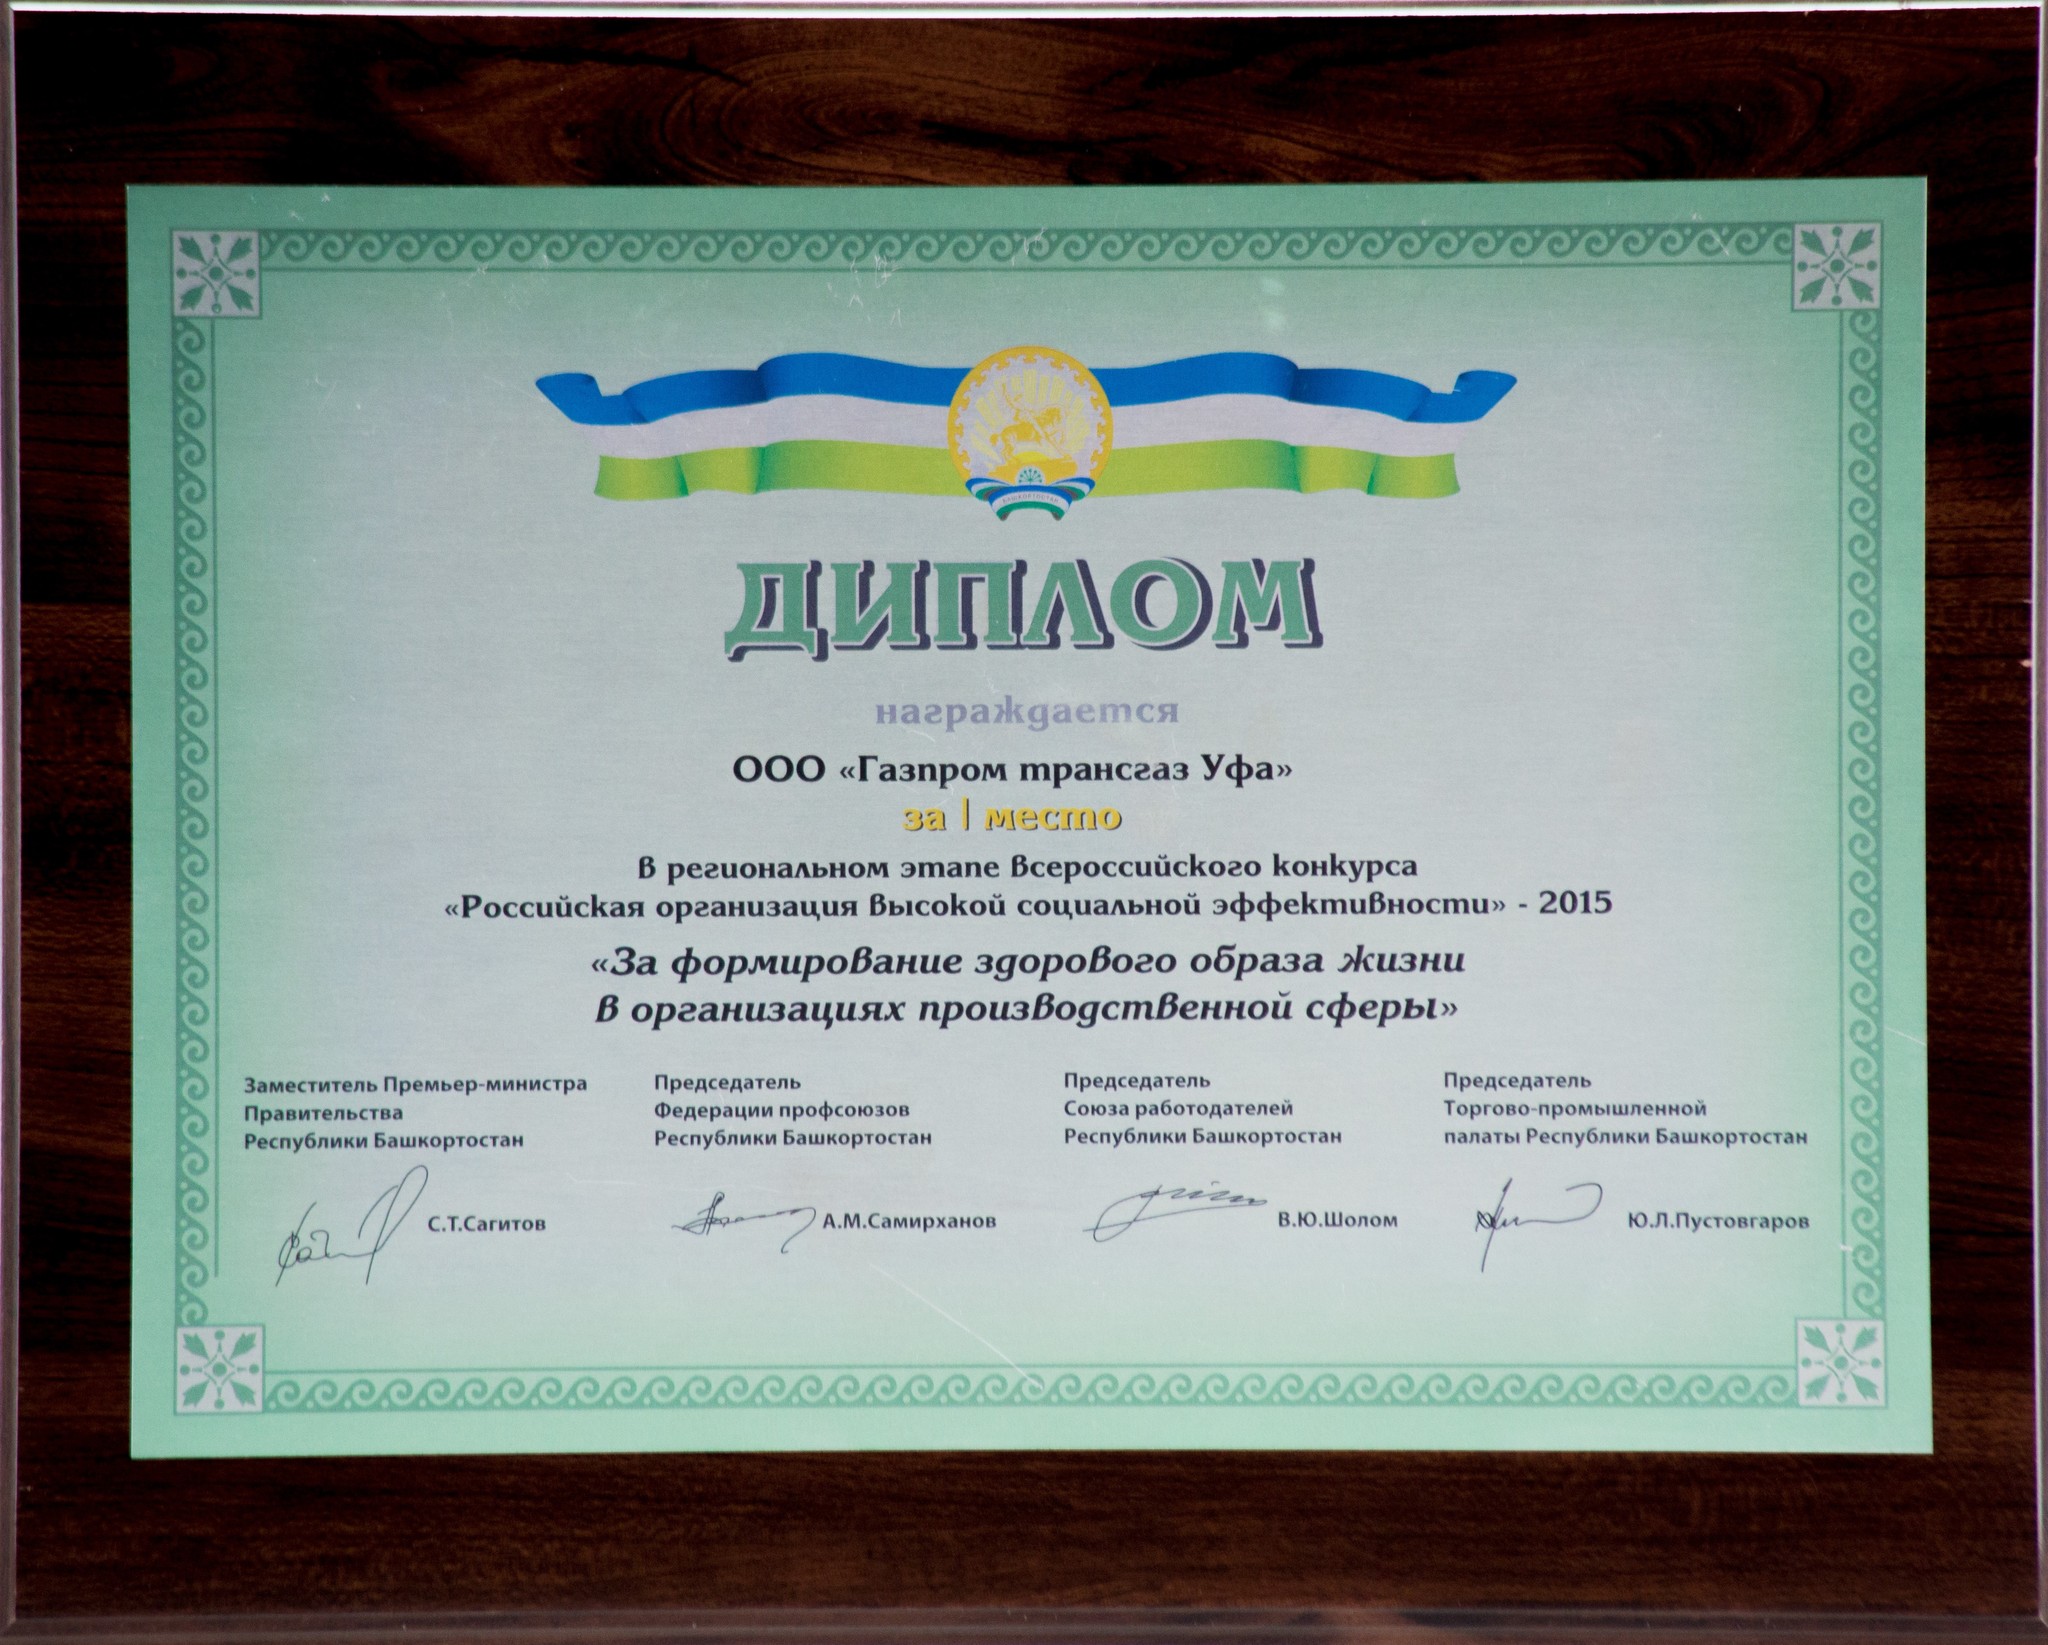 БАШКОРТОСТАН
ДИПЛОМ
награждается
ООО «Газпром трансгаз Уфа»
за I место
в региональном этапе всероссийского конкурса
«Российская организация высокой социальной эффективности» - 2015
«За формирование здорового образа жизни
в организациях производственной сферы»
Заместитель Премьер-министра
Правительства
Республики Башкортостан
С.Т.Сагитов
Председатель
Федерации профсоюзов
Республики Башкортостан
А.М.Самирханов
Председатель
Союза работодателей
Республики Башкортостан
В.Ю.Шолом
Председатель
Торгово-промышленной
палаты Республики Башкортостан
Ю.Л.Пустовгаров